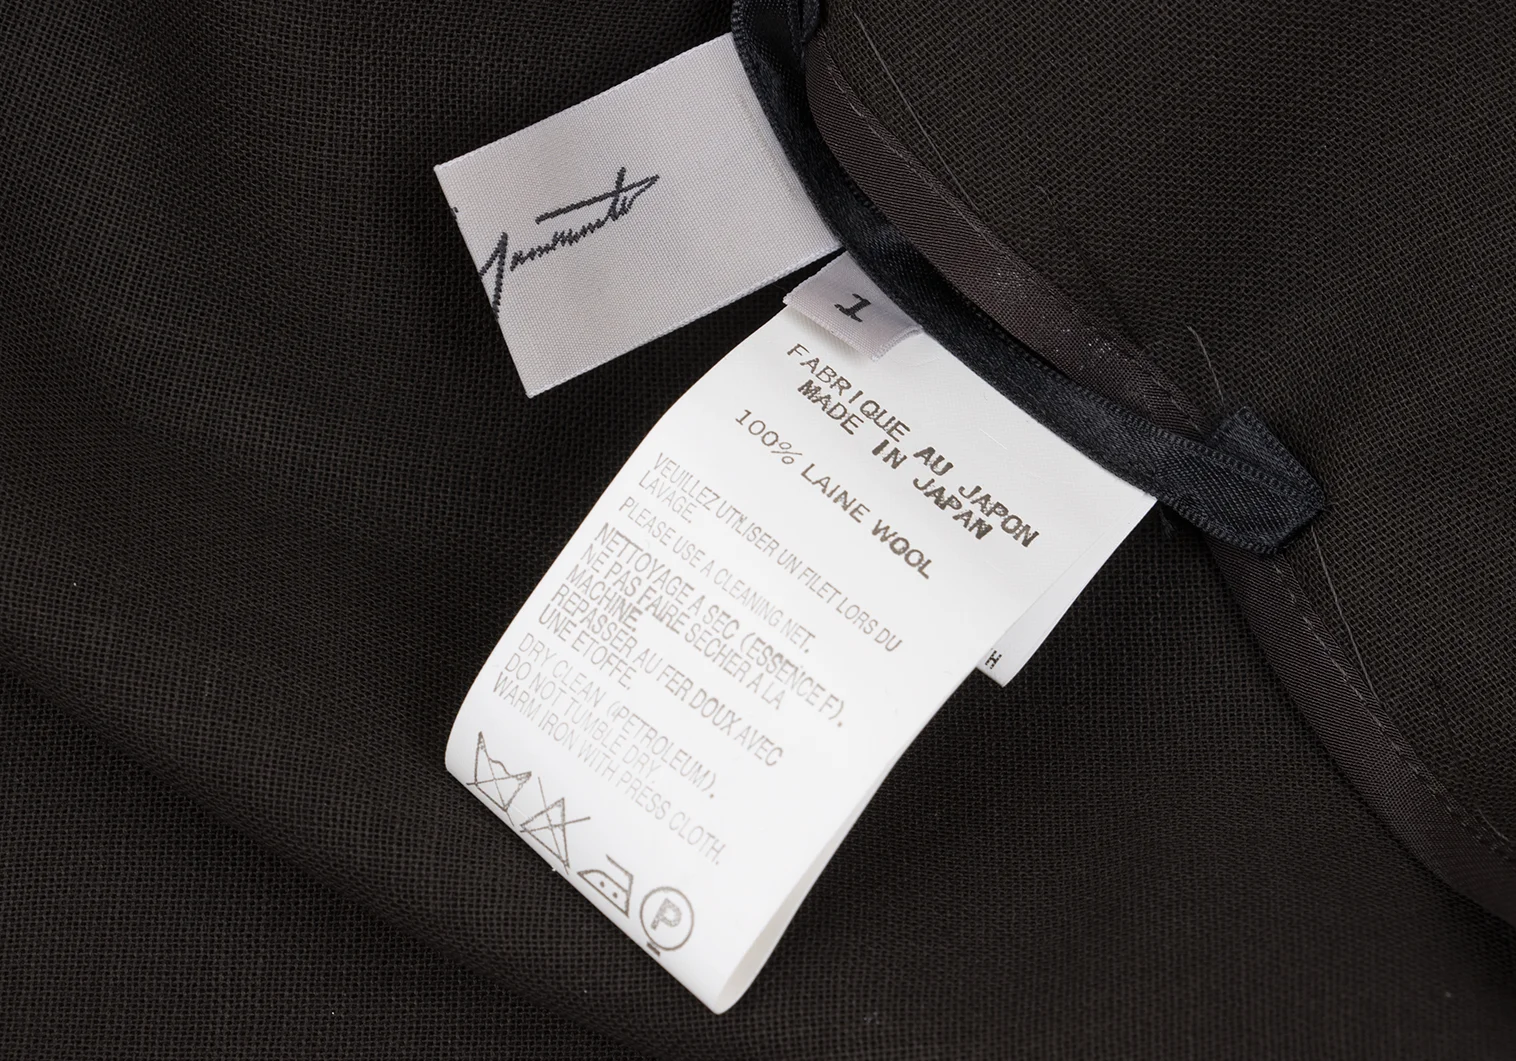 1
FABRIQUE AU JAPON
MADE IN JAPAN
100% LAINE WOOL
VEUILLEZ UTILISER UN FILET LORS DU
LAVAGE.
PLEASE USE A CLEANING NET.
NETTOYAGE A SEC (ESSENCE F).
NE PAS FAIRE SECHER A LA
MACHINE.
REPASSER AU FER DOUX AVEC
UNE ETOFFE.
DRY CLEAN (PETROLEUM).
DO NOT TUMBLE DRY.
WARM IRON WITH PRESS CLOTH.
P
H